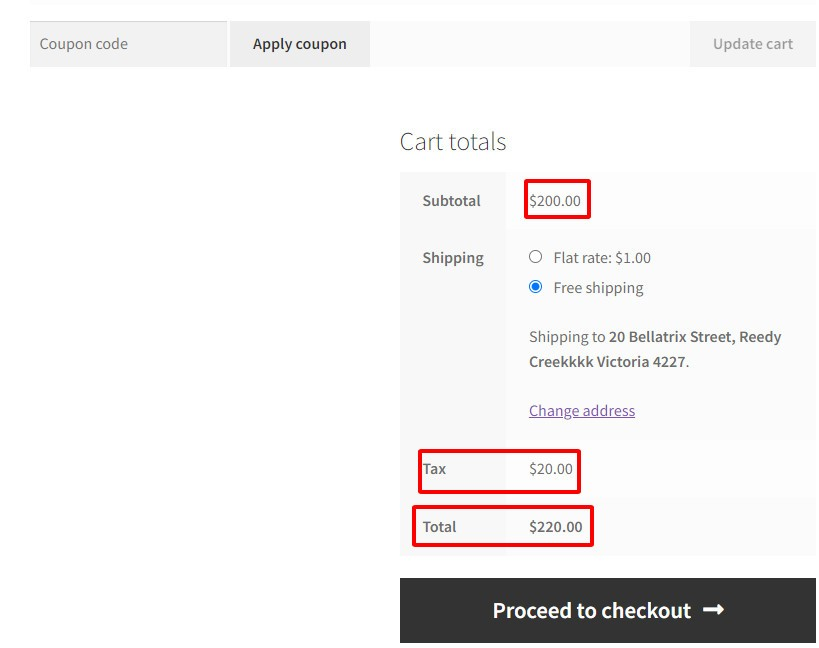 Coupon code Apply coupon Update cart
Cart totals
Subtotal $200.00
Shipping Flat rate: $1.00
Free shipping
Shipping to 20 Bellatrix Street, Reedy
Creekkkk Victoria 4227.
Change address
Tax $20.00
Total $220.00
Proceed to checkout →